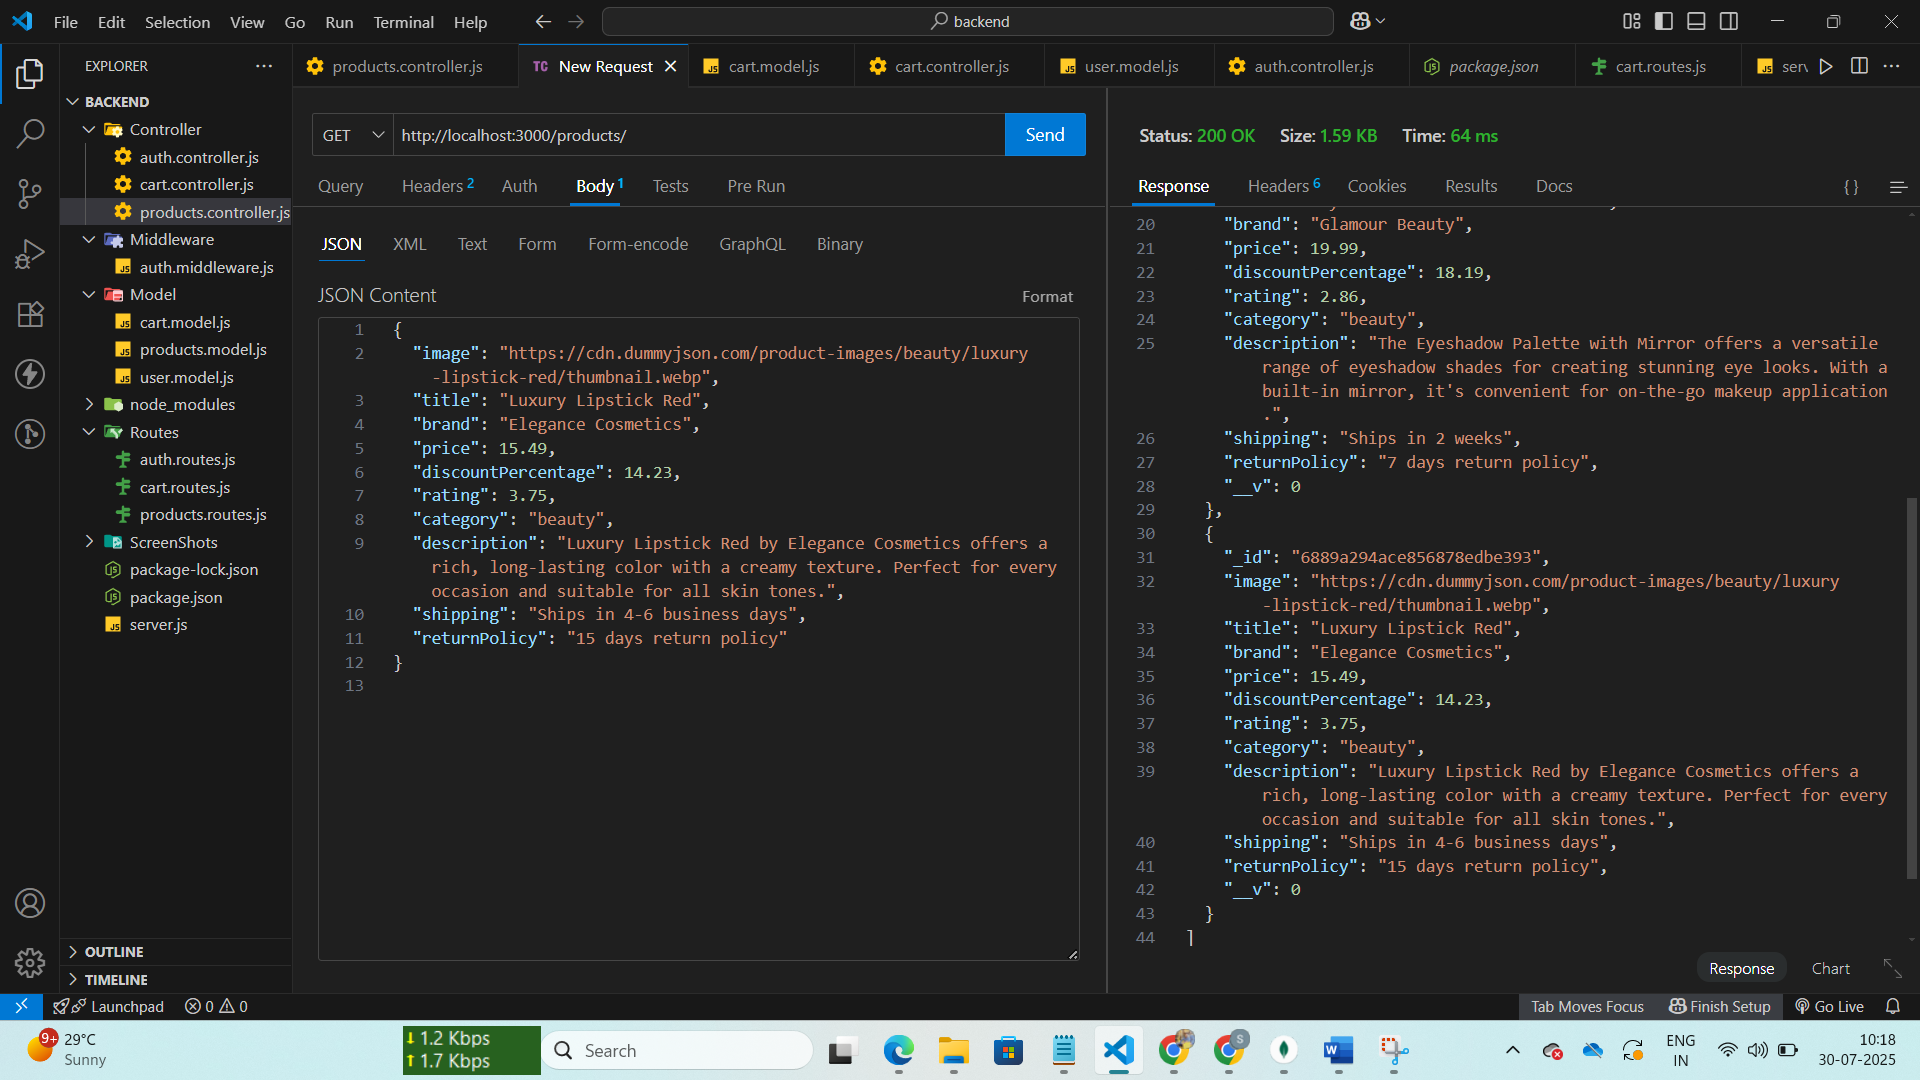 File Edit Selection View Go Run Terminal Help
backend
EXPLORER
products.controller.js
TC New Request
cart.model.js
cart.controller.js
user.model.js
auth.controller.js
package.json
cart.routes.js
BACKEND
Controller
auth.controller.js
cart.controller.js
products.controller.js
Middleware
auth.middleware.js
Model
cart.model.js
products.model.js
user.model.js
node_modules
Routes
auth.routes.js
cart.routes.js
products.routes.js
ScreenShots
package-lock.json
package.json
server.js
OUTLINE
TIMELINE
GET http://localhost:3000/products/ Send
Query Headers 2 Auth Body 1 Tests Pre Run
JSON XML Text Form Form-encode GraphQL Binary
JSON Content Format
1 {
2 "image": "https://cdn.dummyjson.com/product-images/beauty/luxury
-lipstick-red/thumbnail.webp",
3 "title": "Luxury Lipstick Red",
4 "brand": "Elegance Cosmetics",
5 "price": 15.49,
6 "discountPercentage": 14.23,
7 "rating": 3.75,
8 "category": "beauty",
9 "description": "Luxury Lipstick Red by Elegance Cosmetics offers a
rich, long-lasting color with a creamy texture. Perfect for every
occasion and suitable for all skin tones.",
10 "shipping": "Ships in 4-6 business days",
11 "returnPolicy": "15 days return policy"
12 }
13
Status: 200 OK Size: 1.59 KB Time: 64 ms
Response Headers 6 Cookies Results Docs { }
20 "brand": "Glamour Beauty",
21 "price": 19.99,
22 "discountPercentage": 18.19,
23 "rating": 2.86,
24 "category": "beauty",
25 "description": "The Eyeshadow Palette with Mirror offers a versatile
range of eyeshadow shades for creating stunning eye looks. With a
built-in mirror, it's convenient for on-the-go makeup application
.",
26 "shipping": "Ships in 2 weeks",
27 "returnPolicy": "7 days return policy",
28 "__v": 0
29 },
30 {
31 "_id": "6889a294ace856878edbe393",
32 "image": "https://cdn.dummyjson.com/product-images/beauty/luxury
-lipstick-red/thumbnail.webp",
33 "title": "Luxury Lipstick Red",
34 "brand": "Elegance Cosmetics",
35 "price": 15.49,
36 "discountPercentage": 14.23,
37 "rating": 3.75,
38 "category": "beauty",
39 "description": "Luxury Lipstick Red by Elegance Cosmetics offers a
rich, long-lasting color with a creamy texture. Perfect for every
occasion and suitable for all skin tones.",
40 "shipping": "Ships in 4-6 business days",
41 "returnPolicy": "15 days return policy",
42 "__v": 0
43 }
44 ]
Response Chart
Launchpad 0 0
Tab Moves Focus Finish Setup Go Live
9+ 29°C
Sunny
↓ 1.2 Kbps
↑ 1.7 Kbps
Search
ENG
IN
10:18
30-07-2025